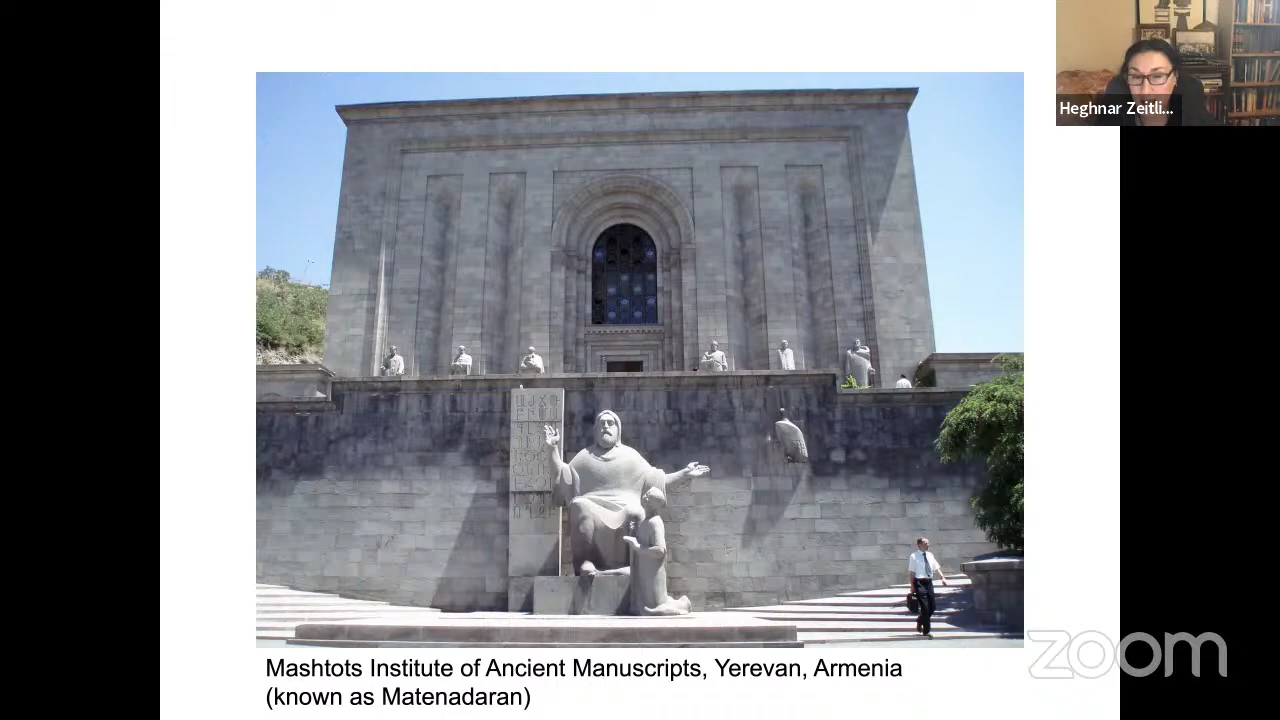 Heghnar Zeitli...
Mashtots Institute of Ancient Manuscripts, Yerevan, Armenia
(known as Matenadaran)
zoom